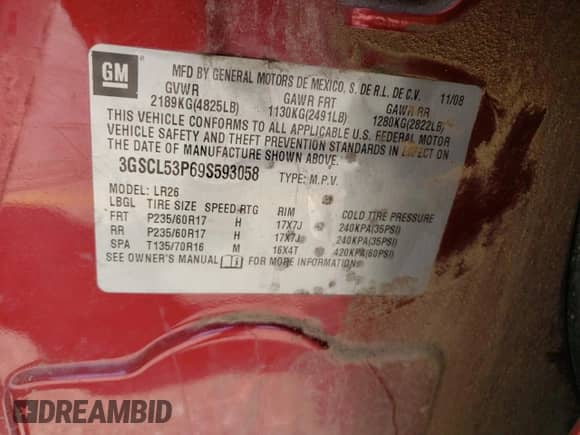 GM
MFD BY GENERAL MOTORS DE MEXICO, S. DE R.L. DE C.V. 11/08
GVWR GAWR FRT GAWR RR
2189KG(4825LB) 1130KG(2491LB) 1280KG(2822LB)
THIS VEHICLE CONFORMS TO ALL APPLICABLE U.S. FEDERAL MOTOR
VEHICLE SAFETY AND THEFT PREVENTION STANDARDS IN EFFECT ON
THE DATE OF MANUFACTURE SHOWN ABOVE.
3GSCL53P69S593058 TYPE: M.P.V.
MODEL: LR26
LBGL TIRE SIZE SPEED RTG RIM COLD TIRE PRESSURE
FRT P235/60R17 H 17X7J 240KPA(35PSI)
RR P235/60R17 H 17X7J 240KPA(35PSI)
SPA T135/70R16 M 16X4T 420KPA(60PSI)
SEE OWNER'S MANUAL FOR MORE INFORMATION.
DREAMBID